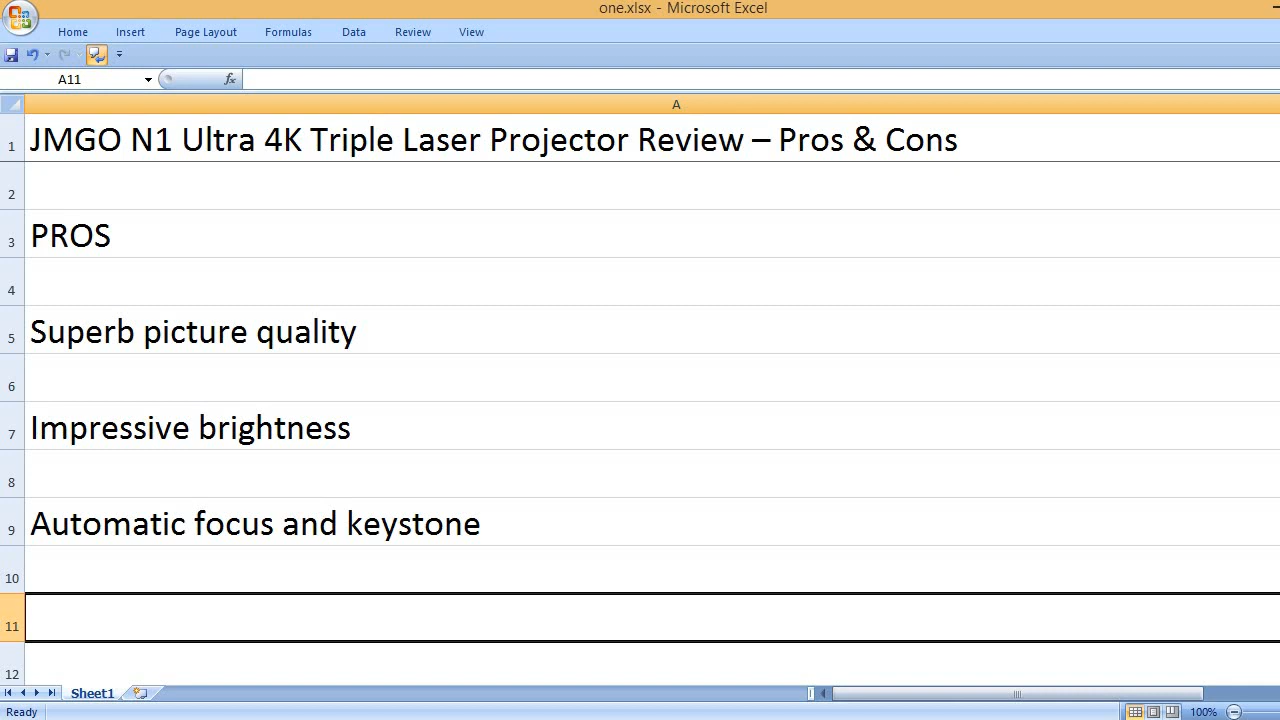 one.xlsx - Microsoft Excel
Home Insert Page Layout Formulas Data Review View
A11 fx
A
1 JMGO N1 Ultra 4K Triple Laser Projector Review – Pros & Cons
2
3 PROS
4
5 Superb picture quality
6
7 Impressive brightness
8
9 Automatic focus and keystone
10
11
12
Sheet1
Ready 100%